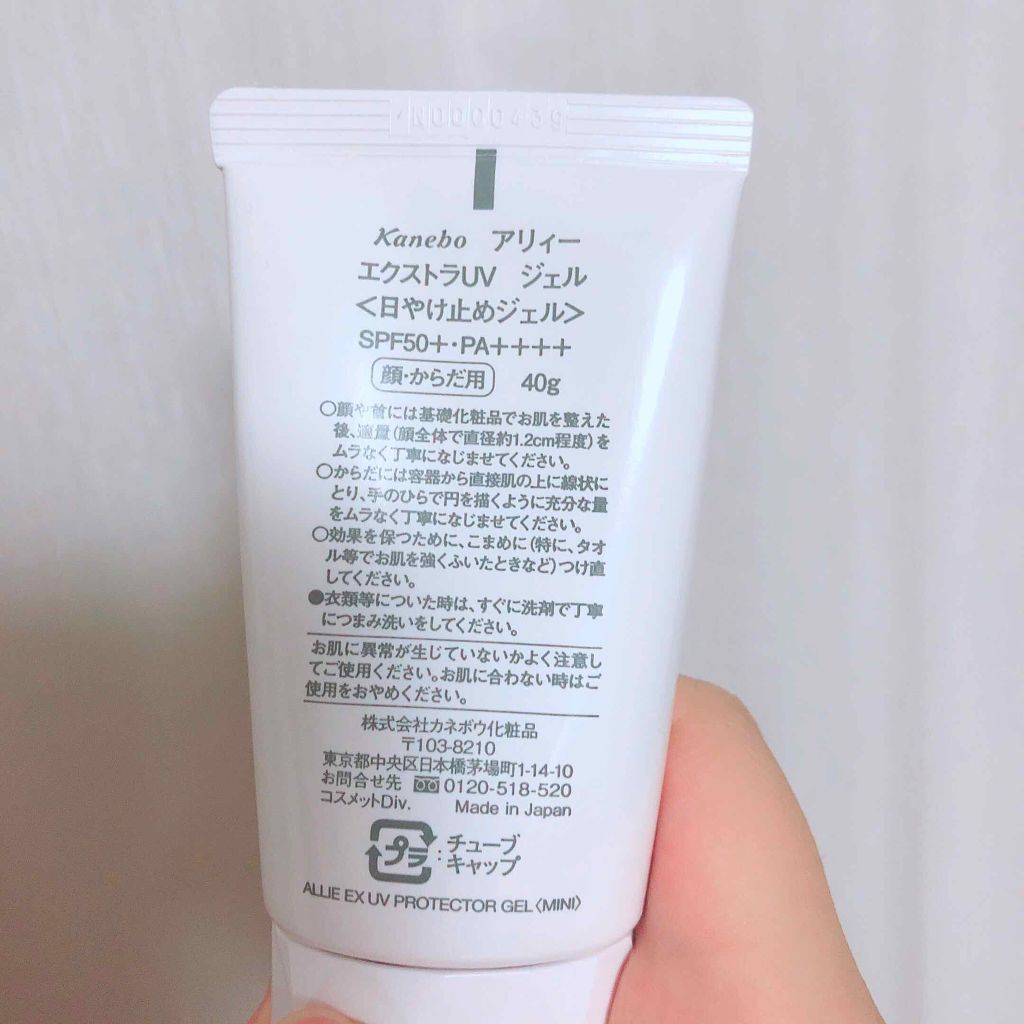 N0000439
Kanebo アリィー
エクストラUV ジェル
＜日やけ止めジェル＞
SPF50＋・PA＋＋＋＋
顔・からだ用 40g
○顔や首には基礎化粧品でお肌を整えた
後、適量（顔全体で直径約1.2cm程度）を
ムラなく丁寧になじませてください。
○からだには容器から直接肌の上に線状に
とり、手のひらで円を描くように充分な量
をムラなく丁寧になじませてください。
○効果を保つために、こまめに（特に、タオ
ル等でお肌を強くふいたときなど）つけ直
してください。
●衣類等についた時は、すぐに洗剤で丁寧
につまみ洗いをしてください。
お肌に異常が生じていないかよく注意し
てご使用ください。お肌に合わない時はご
使用をおやめください。
株式会社カネボウ化粧品
〒103-8210
東京都中央区日本橋茅場町1-14-10
お問合せ先 0120-518-520
コスメットDiv. Made in Japan
プラ : チューブ
キャップ
ALLIE EX UV PROTECTOR GEL〈MINI〉